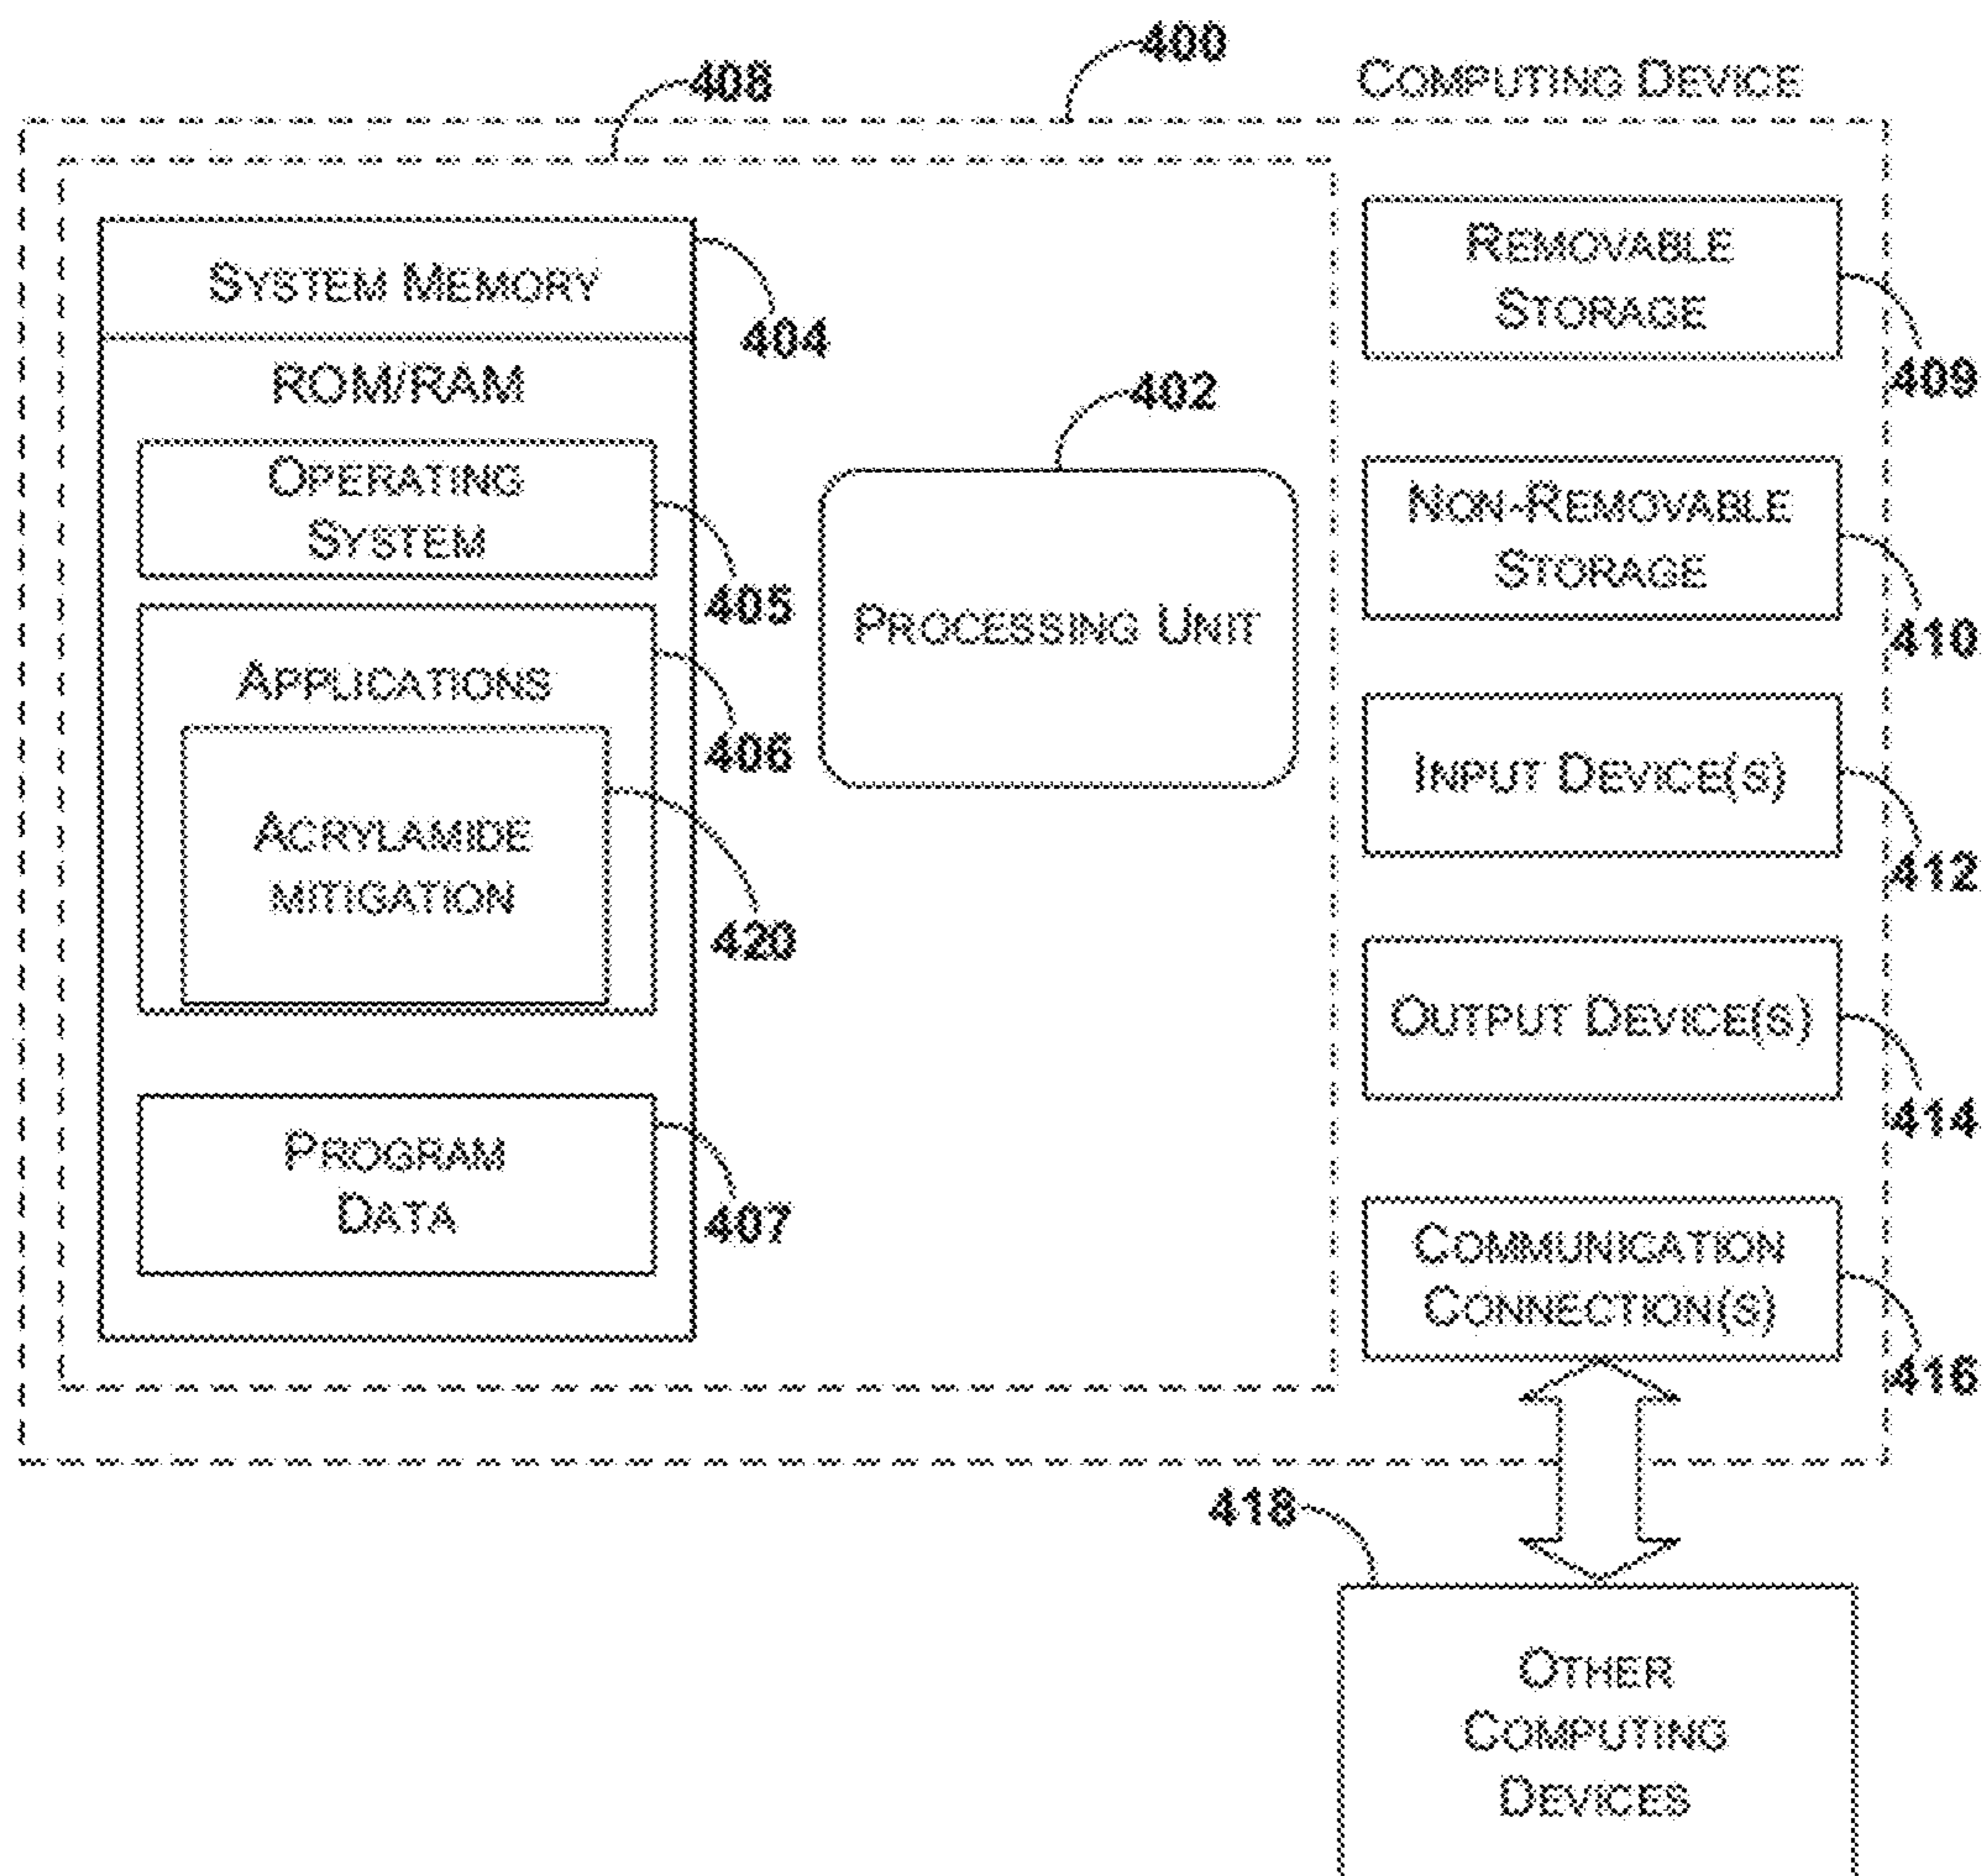 400
COMPUTING DEVICE
408
SYSTEM MEMORY
404
ROM/RAM
OPERATING
SYSTEM
405
APPLICATIONS
406
ACRYLAMIDE
MITIGATION
420
PROGRAM
DATA
407
402
PROCESSING UNIT
REMOVABLE
STORAGE
409
NON-REMOVABLE
STORAGE
410
INPUT DEVICE(S)
412
OUTPUT DEVICE(S)
414
COMMUNICATION
CONNECTION(S)
416
418
OTHER
COMPUTING
DEVICES